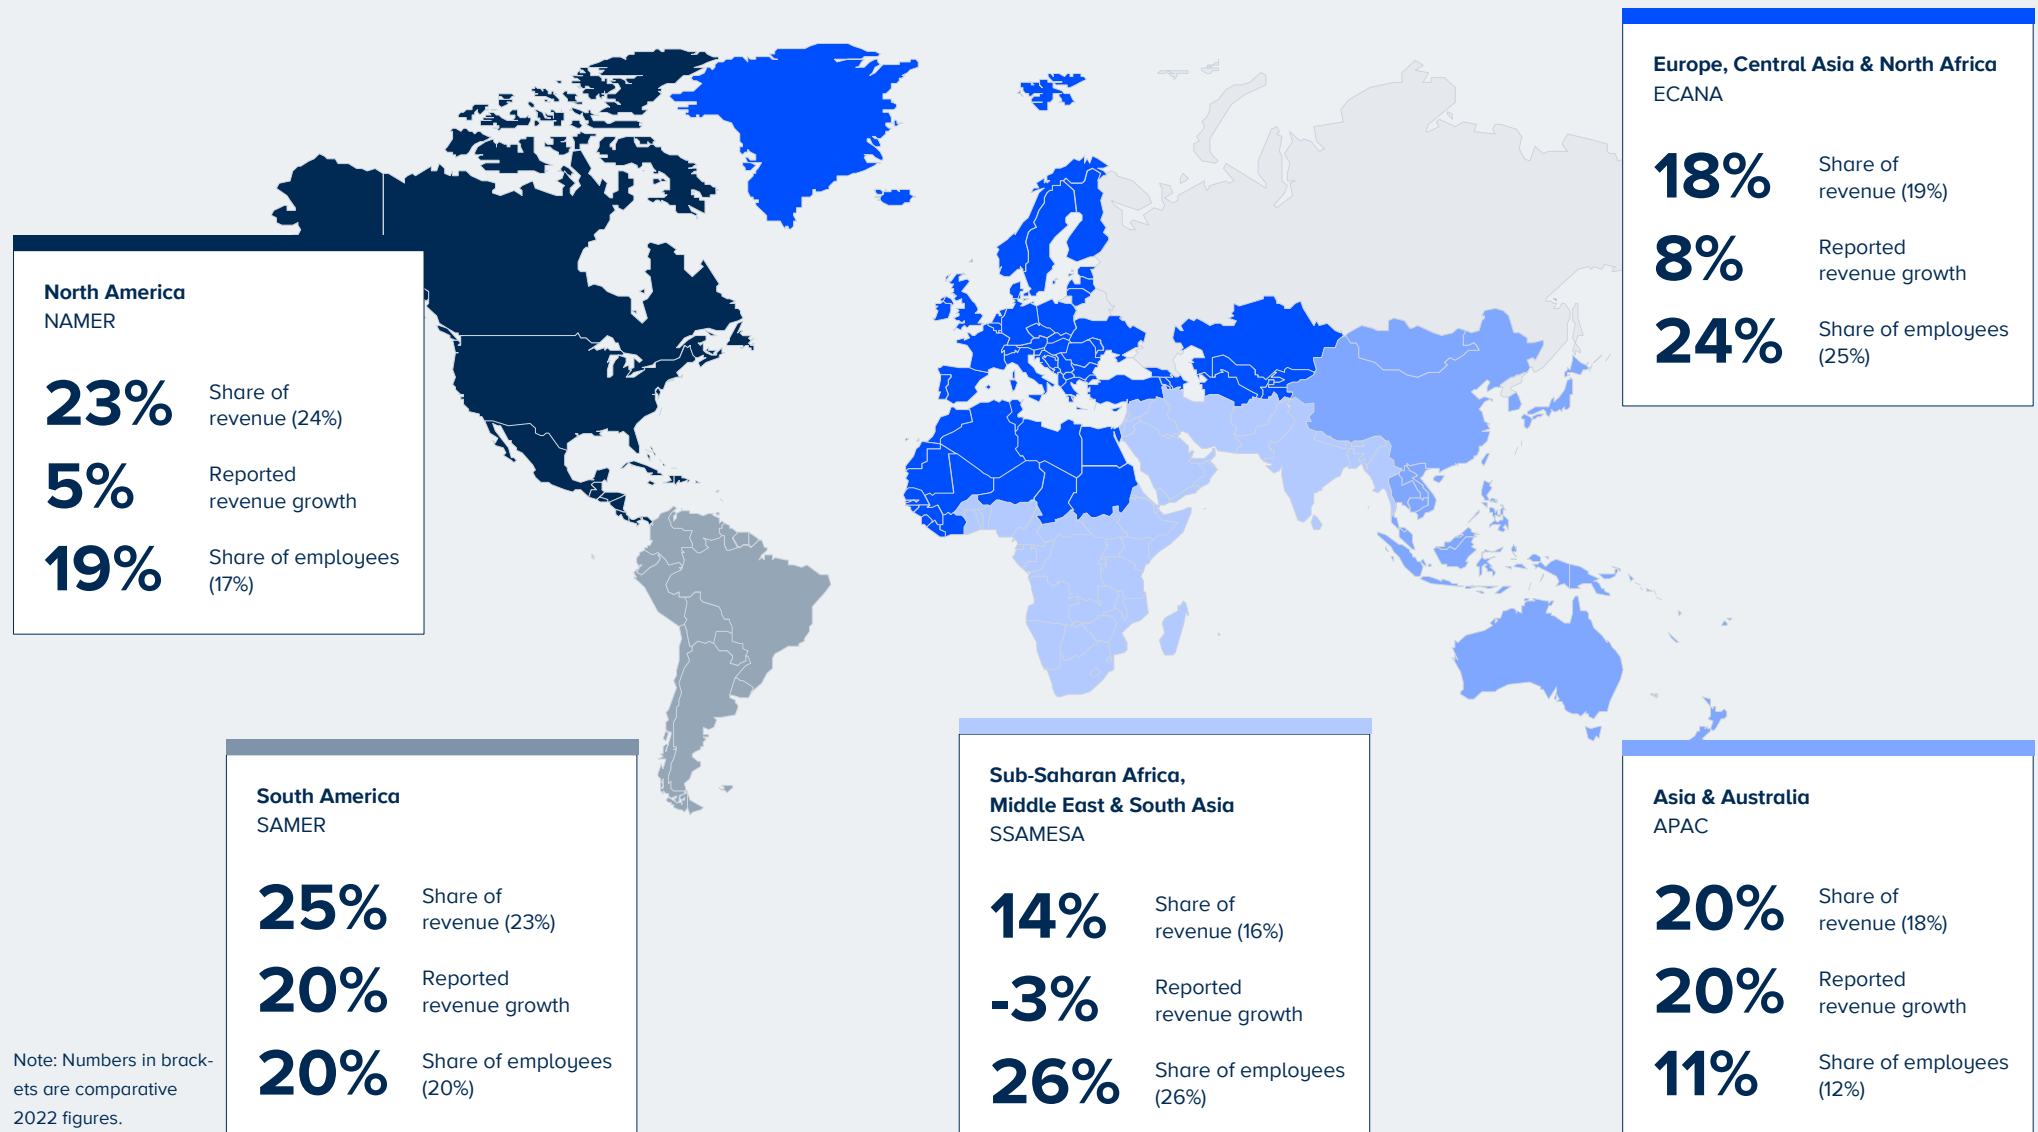 Europe, Central Asia & North Africa
ECANA
18%
Share of
revenue (19%)
8%
Reported
revenue growth
24%
Share of employees
(25%)
North America
NAMER
23%
Share of
revenue (24%)
5%
Reported
revenue growth
19%
Share of employees
(17%)
South America
SAMER
25%
Share of
revenue (23%)
20%
Reported
revenue growth
20%
Share of employees
(20%)
Sub-Saharan Africa,
Middle East & South Asia
SSAMESA
14%
Share of
revenue (16%)
-3%
Reported
revenue growth
26%
Share of employees
(26%)
Asia & Australia
APAC
20%
Share of
revenue (18%)
20%
Reported
revenue growth
11%
Share of employees
(12%)
Note: Numbers in brack-
ets are comparative
2022 figures.